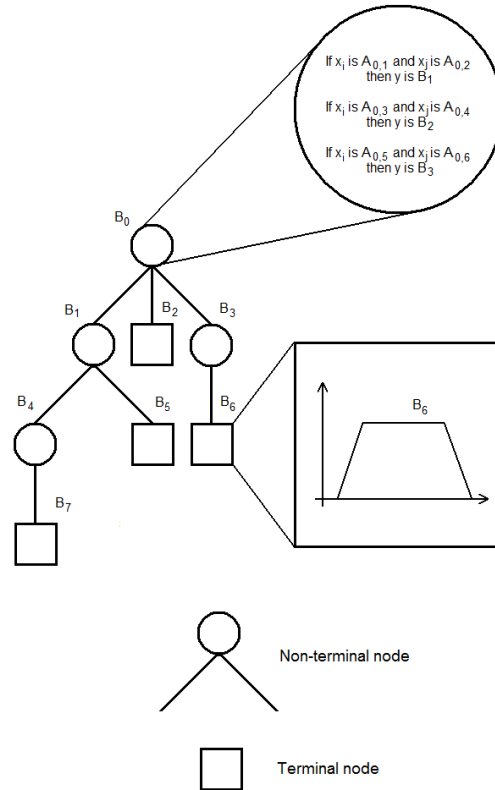 If x_i is A_0,1 and x_j is A_0,2
then y is B_1
If x_i is A_0,3 and x_j is A_0,4
then y is B_2
If x_i is A_0,5 and x_j is A_0,6
then y is B_3
B_0
B_1
B_2
B_3
B_4
B_5
B_6
B_6
B_7
Non-terminal node
Terminal node